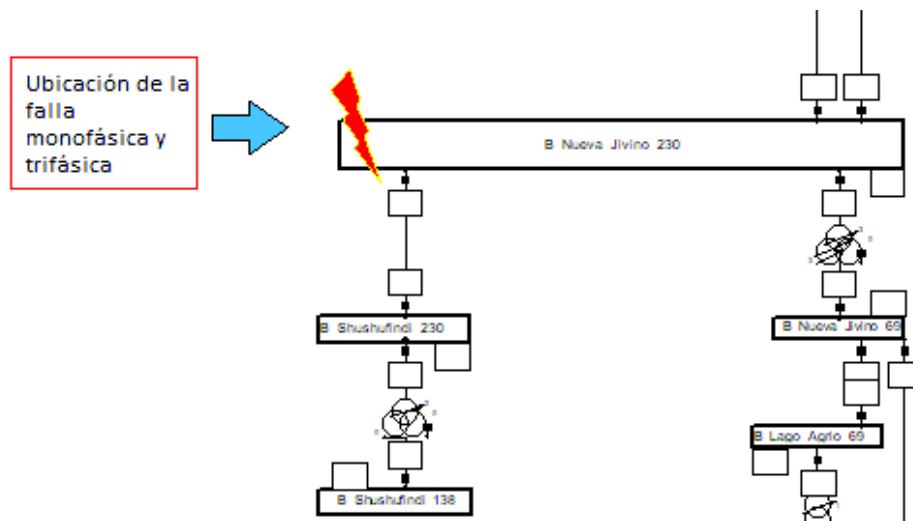 Ubicación de la
falla
monofásica y
trifásica
B Nueva Jivino 230
B Shushufindi 230
B Nueva Jivino 69
B Lago Agrio 69
B Shushufindi 138